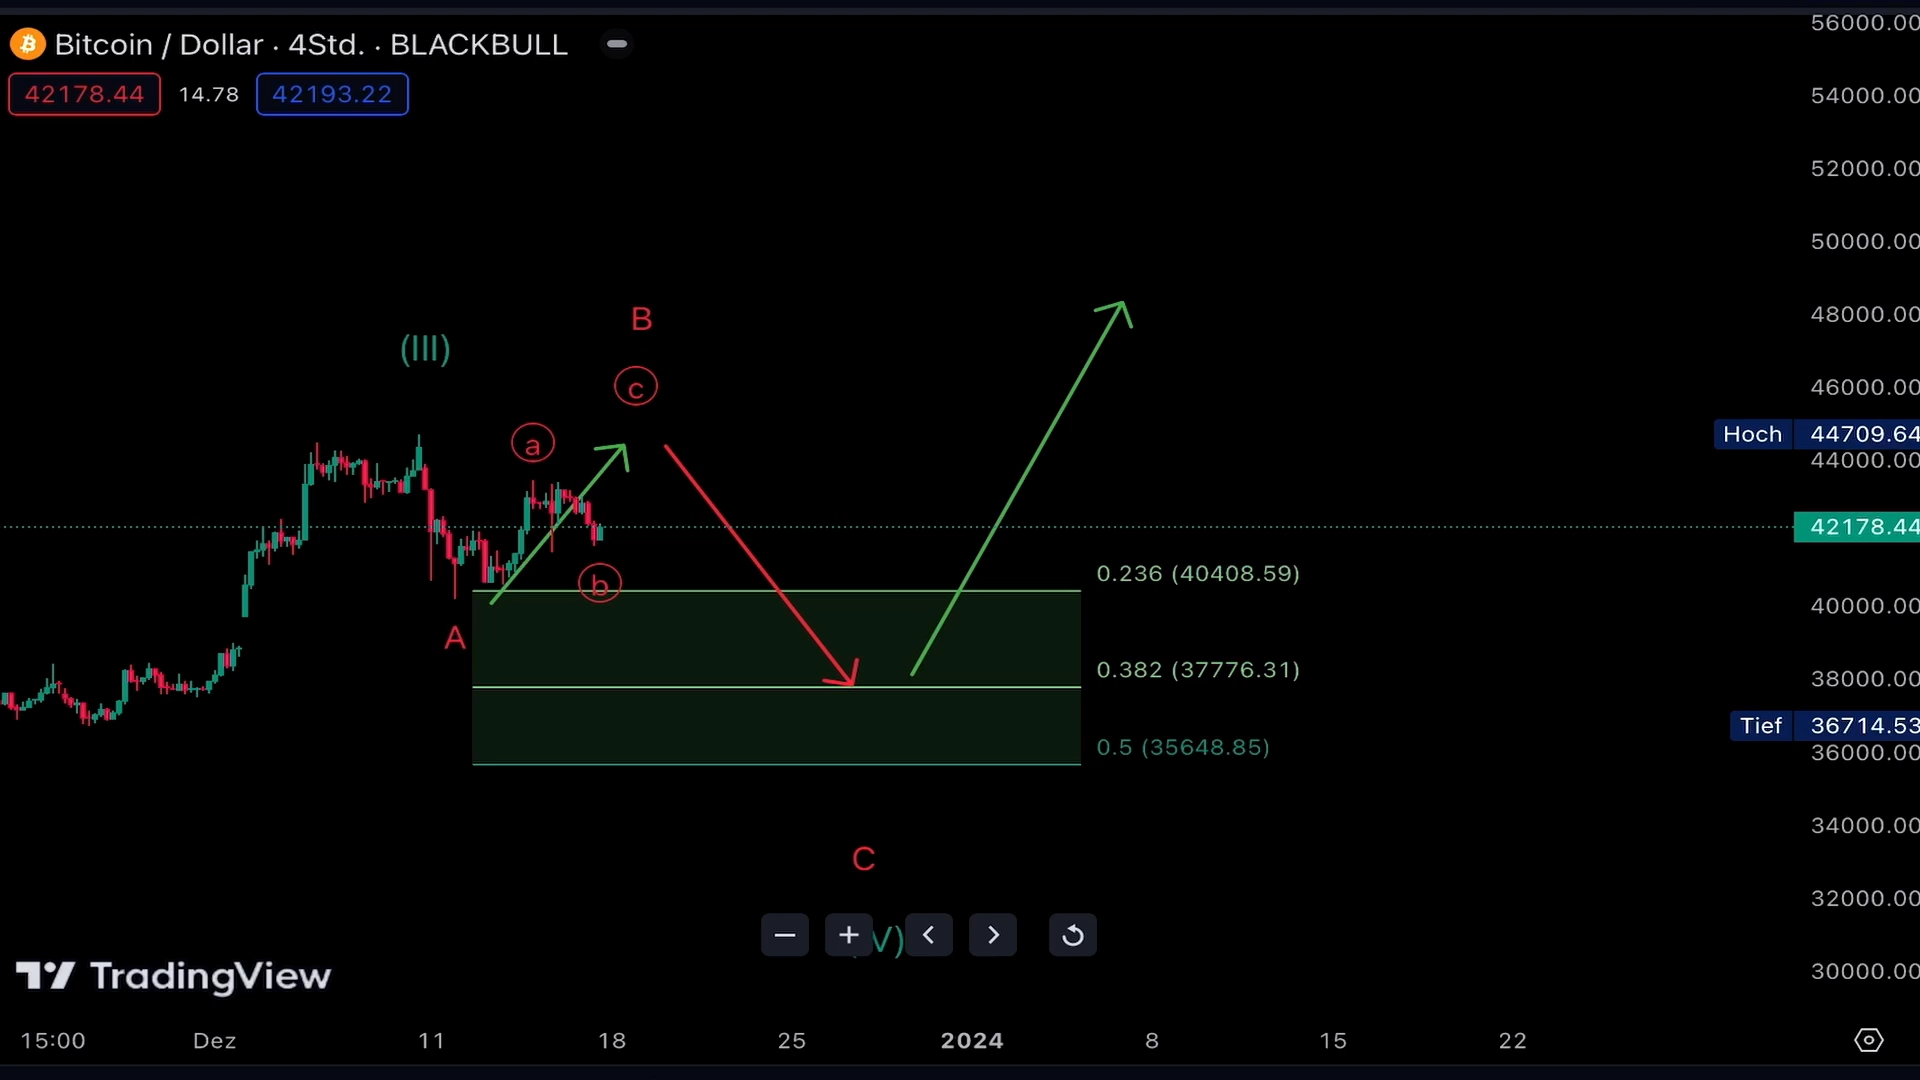 Bitcoin / Dollar · 4Std. · BLACKBULL
42178.44 14.78 42193.22
56000.00
54000.00
52000.00
50000.00
48000.00
46000.00
Hoch 44709.64
44000.00
42178.44
40000.00
38000.00
Tief 36714.53
36000.00
34000.00
32000.00
30000.00
(III)
B
c
a
b
A
0.236 (40408.59)
0.382 (37776.31)
0.5 (35648.85)
C
V)
TradingView
15:00 Dez 11 18 25 2024 8 15 22